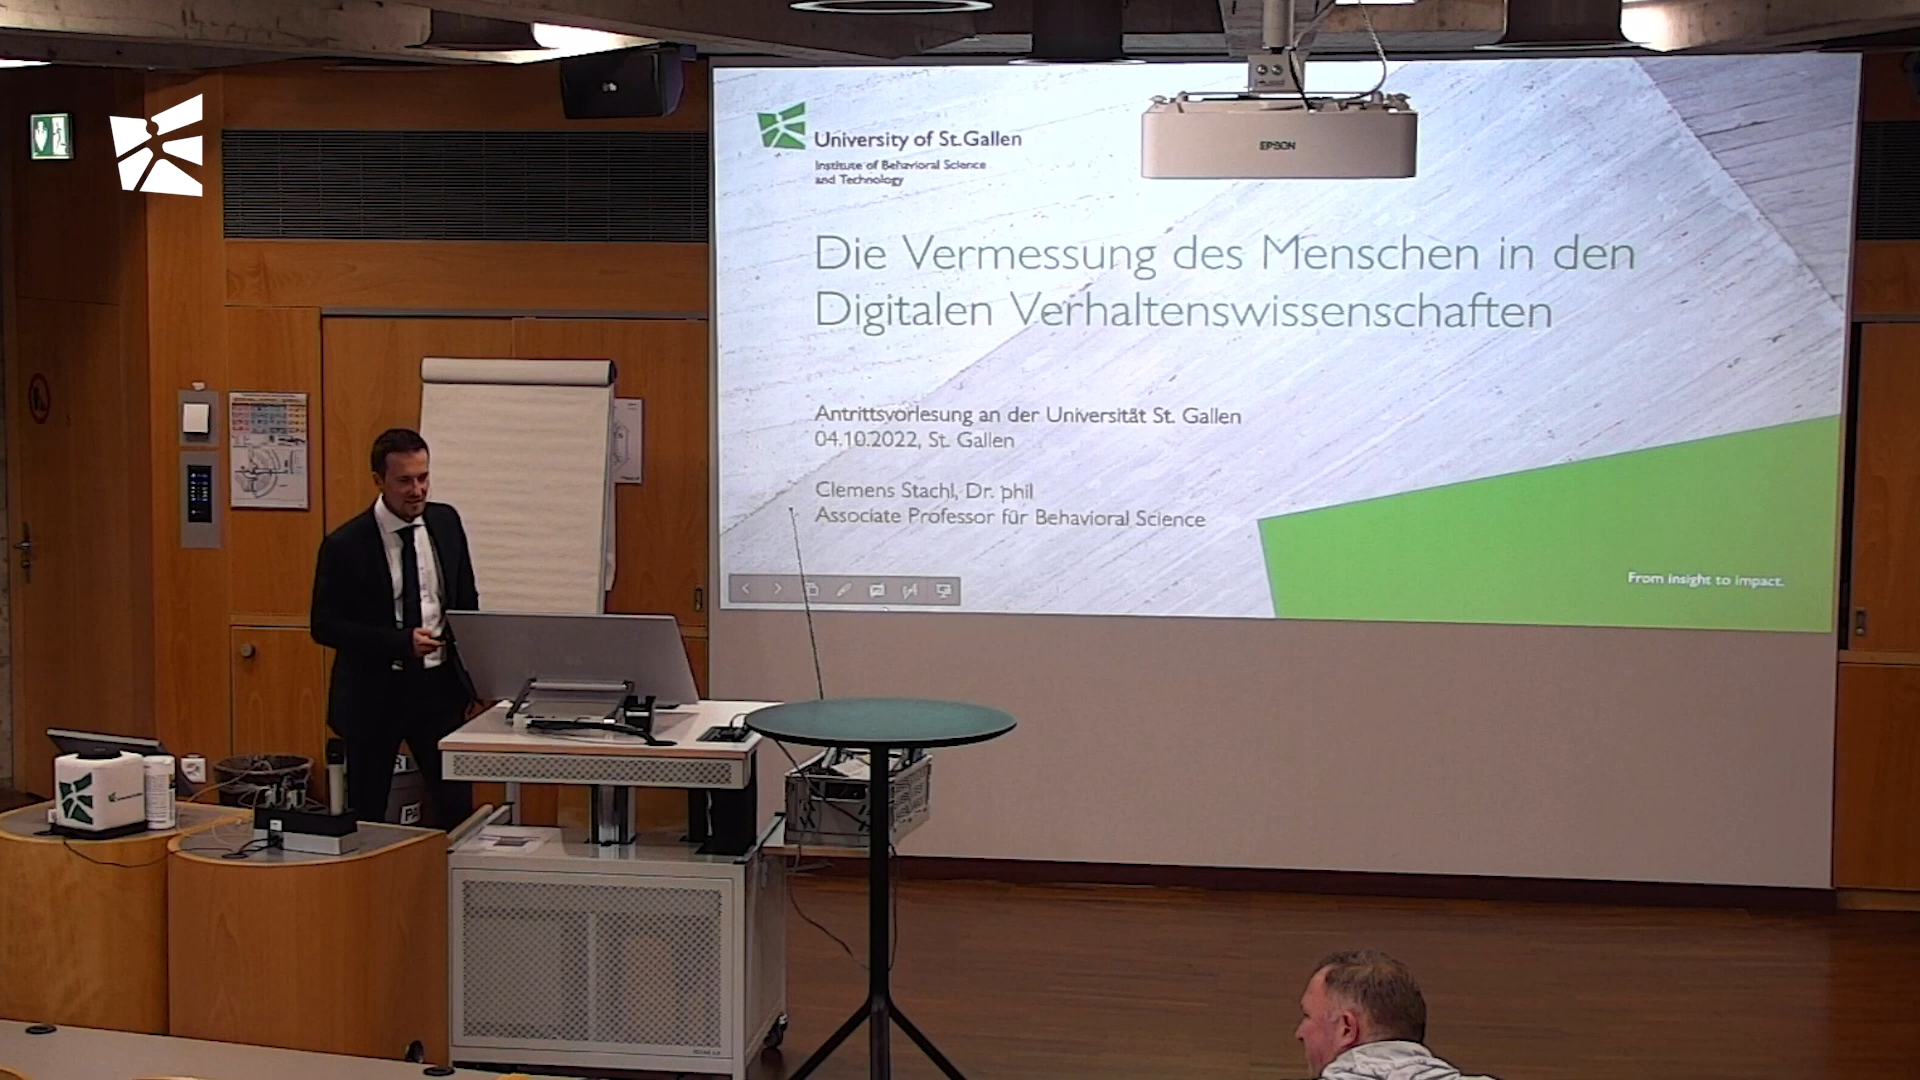 University of St.Gallen
Institute of Behavioral Science
and Technology
EPSON
Die Vermessung des Menschen in den
Digitalen Verhaltenswissenschaften
Antrittsvorlesung an der Universität St. Gallen
04.10.2022, St. Gallen
Clemens Stachl, Dr. phil
Associate Professor für Behavioral Science
From insight to impact.